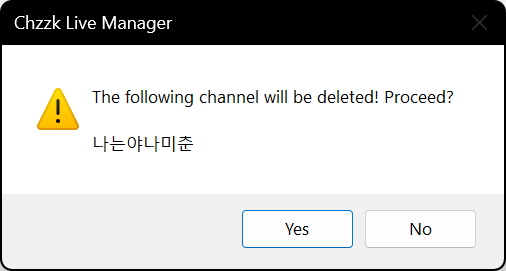 Chzzk Live Manager
The following channel will be deleted! Proceed?
나는야나미춘
Yes
No